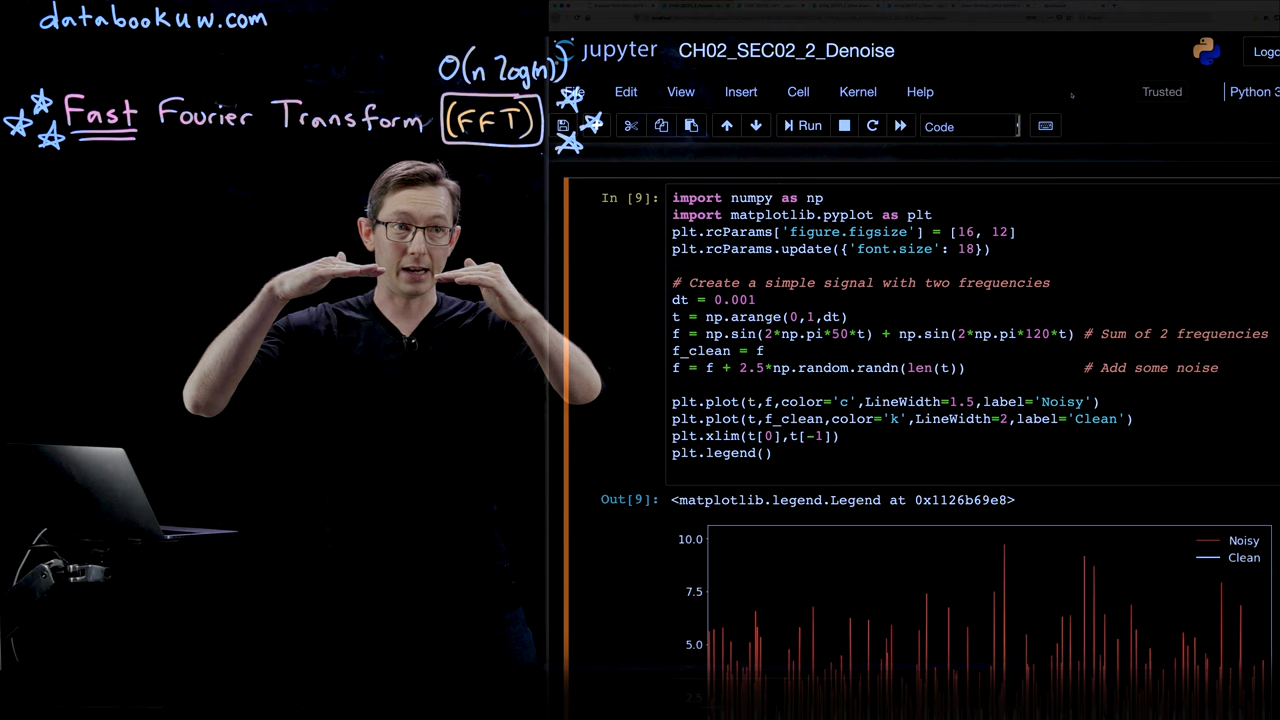 databookuw.com
O(n log(n))
Fast Fourier Transform (FFT)
jupyter CH02_SEC02_2_Denoise
Edit View Insert Cell Kernel Help Trusted Python 3
Run Code
In [9]: import numpy as np
import matplotlib.pyplot as plt
plt.rcParams['figure.figsize'] = [16, 12]
plt.rcParams.update({'font.size': 18})
# Create a simple signal with two frequencies
dt = 0.001
t = np.arange(0,1,dt)
f = np.sin(2*np.pi*50*t) + np.sin(2*np.pi*120*t) # Sum of 2 frequencies
f_clean = f
f = f + 2.5*np.random.randn(len(t)) # Add some noise
plt.plot(t,f,color='c',LineWidth=1.5,label='Noisy')
plt.plot(t,f_clean,color='k',LineWidth=2,label='Clean')
plt.xlim(t[0],t[-1])
plt.legend()
Out[9]: <matplotlib.legend.Legend at 0x1126b69e8>
10.0
Noisy
Clean
7.5
5.0
2.5